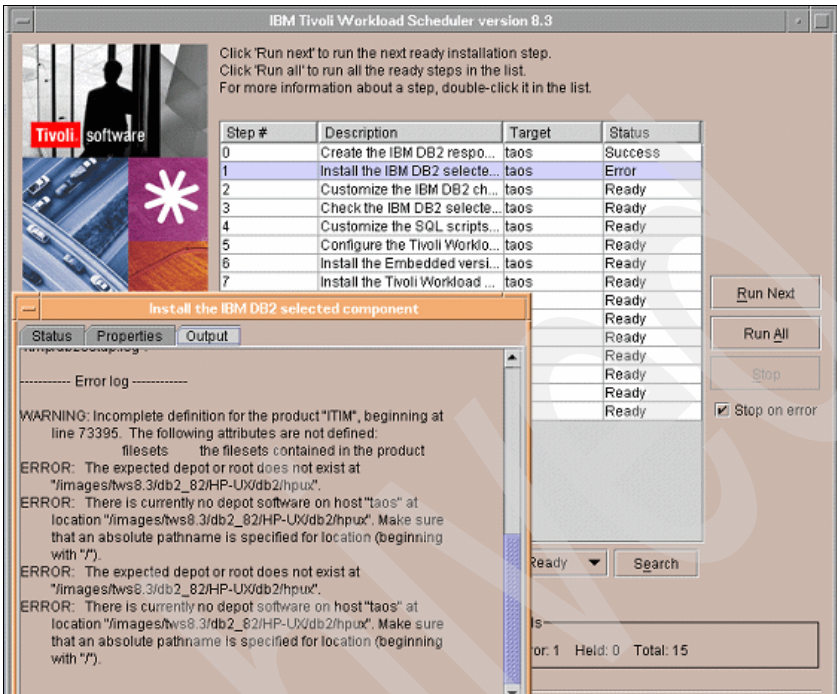 IBM Tivoli Workload Scheduler version 8.3
Click 'Run next' to run the next ready installation step.
Click 'Run all' to run all the ready steps in the list.
For more information about a step, double-click it in the list.
Tivoli. software
Step # Description Target Status
0 Create the IBM DB2 respo... taos Success
1 Install the IBM DB2 selecte... taos Error
2 Customize the IBM DB2 ch... taos Ready
3 Check the IBM DB2 selecte... taos Ready
4 Customize the SQL scripts... taos Ready
5 Configure the Tivoli Worklo... taos Ready
6 Install the Embedded versi... taos Ready
7 Install the Tivoli Workload ... taos Ready
Ready
Ready
Ready
Ready
Ready
Ready
Ready
Run Next
Run All
Stop
Stop on error
Install the IBM DB2 selected component
Status Properties Output
----------- Error log ------------
WARNING: Incomplete definition for the product "ITIM", beginning at
line 73395. The following attributes are not defined:
filesets the filesets contained in the product
ERROR: The expected depot or root does not exist at
"/images/tws8.3/db2_82/HP-UX/db2/hpux".
ERROR: There is currently no depot software on host "taos" at
location "/images/tws8.3/db2_82/HP-UX/db2/hpux". Make sure
that an absolute pathname is specified for location (beginning
with "/").
ERROR: The expected depot or root does not exist at
"/images/tws8.3/db2_82/HP-UX/db2/hpux".
ERROR: There is currently no depot software on host "taos" at
location "/images/tws8.3/db2_82/HP-UX/db2/hpux". Make sure
that an absolute pathname is specified for location (beginning
with "/").
Ready Search
or: 1 Held: 0 Total: 15